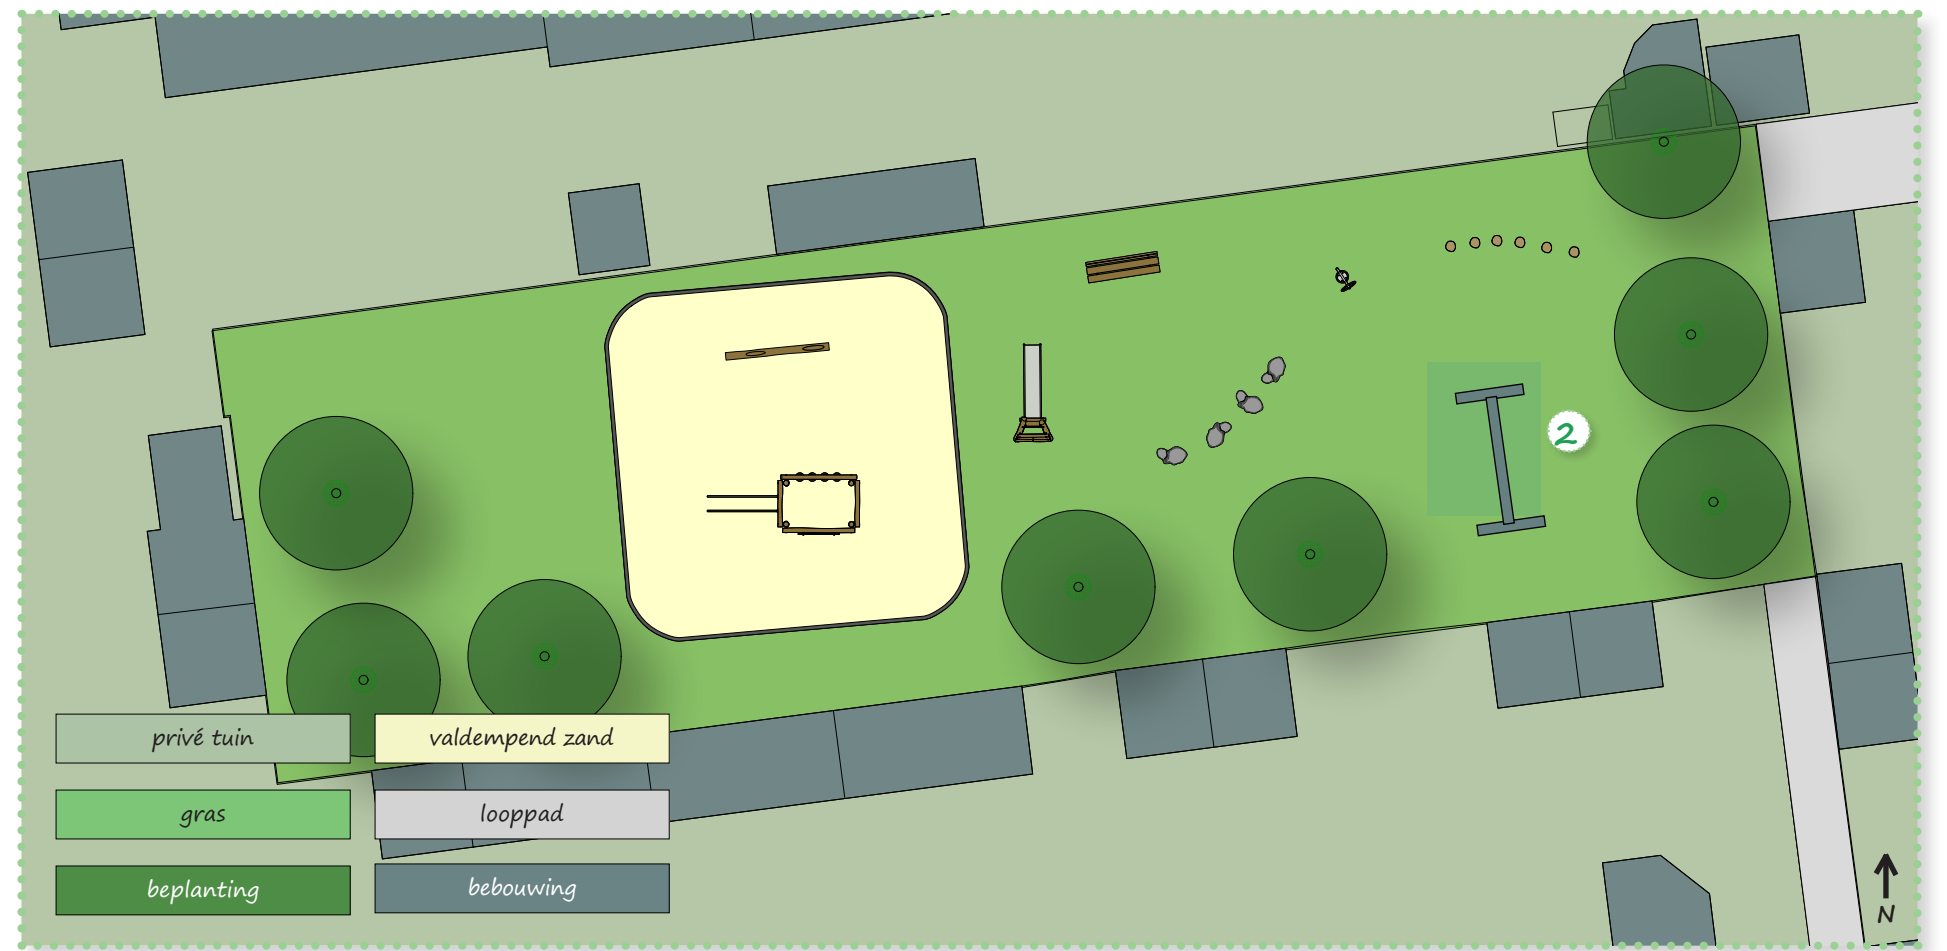 2
privé tuin
valdempend zand
gras
looppad
beplanting
bebouwing
N